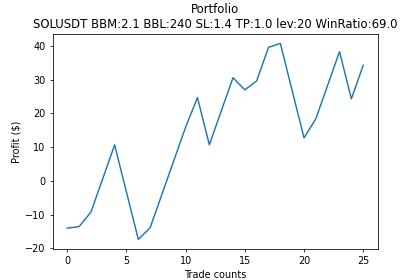 Portfolio
SOLUSDT BBM:2.1 BBL:240 SL:1.4 TP:1.0 lev:20 WinRatio:69.0
40
30
20
10
0
−10
−20
Profit ($)
0 5 10 15 20 25
Trade counts